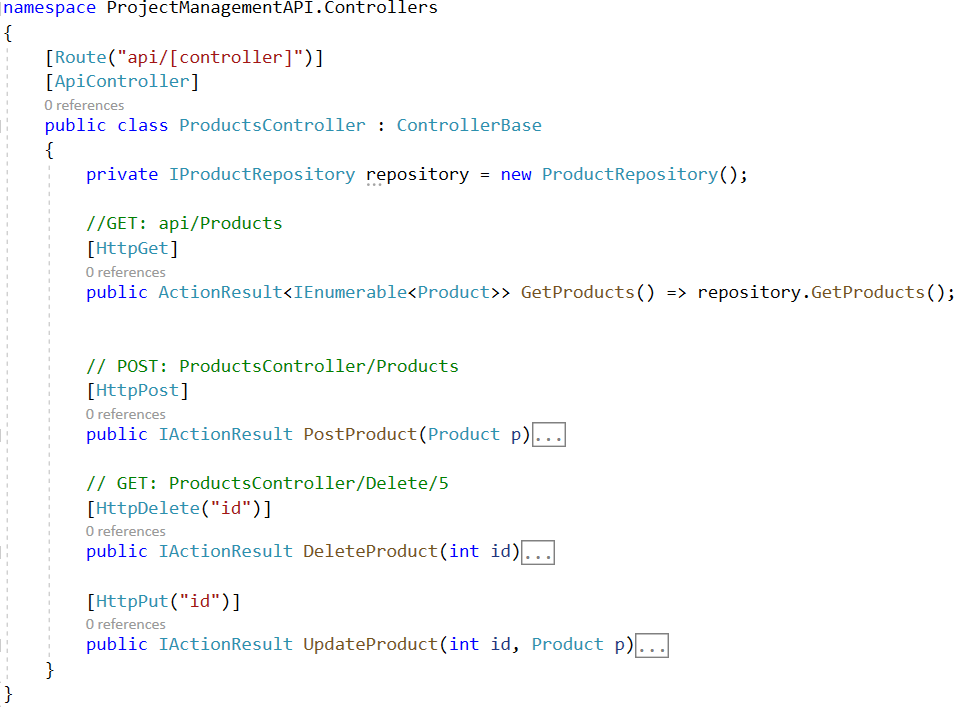 namespace ProjectManagementAPI.Controllers
{
[Route("api/[controller]")]
[ApiController]
0 references
public class ProductsController : ControllerBase
{
private IProductRepository repository = new ProductRepository();
//GET: api/Products
[HttpGet]
0 references
public ActionResult<IEnumerable<Product>> GetProducts() => repository.GetProducts();
// POST: ProductsController/Products
[HttpPost]
0 references
public IActionResult PostProduct(Product p)...
// GET: ProductsController/Delete/5
[HttpDelete("id")]
0 references
public IActionResult DeleteProduct(int id)...
[HttpPut("id")]
0 references
public IActionResult UpdateProduct(int id, Product p)...
}
}